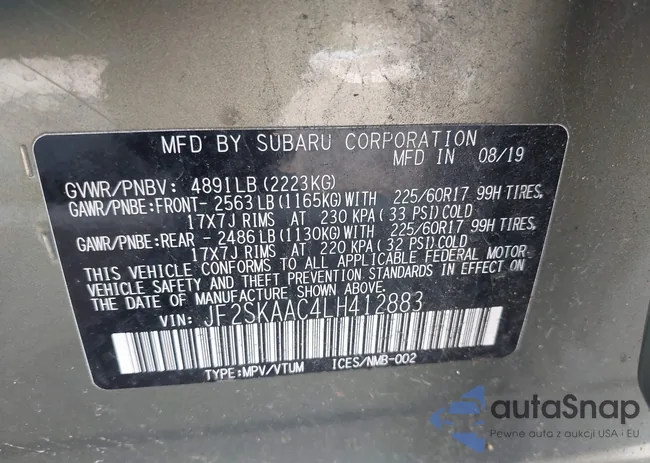 MFD BY SUBARU CORPORATION
MFD IN 08/19
GVWR/PNBV: 4891LB(2223KG)
GAWR/PNBE:FRONT- 2563LB(1165KG)WITH 225/60R17 99H TIRES,
17X7J RIMS AT 230 KPA(33 PSI)COLD
GAWR/PNBE:REAR - 2486LB(1130KG)WITH 225/60R17 99H TIRES,
17X7J RIMS AT 220 KPA(32 PSI)COLD
THIS VEHICLE CONFORMS TO ALL APPLICABLE FEDERAL MOTOR
VEHICLE SAFETY AND THEFT PREVENTION STANDARDS IN EFFECT ON
THE DATE OF MANUFACTURE SHOWN ABOVE.
VIN: JF2SKAAC4LH412883
TYPE:MPV/VTUM ICES/NMB-002
autaSnap
Pewne auto z aukcji USA i EU